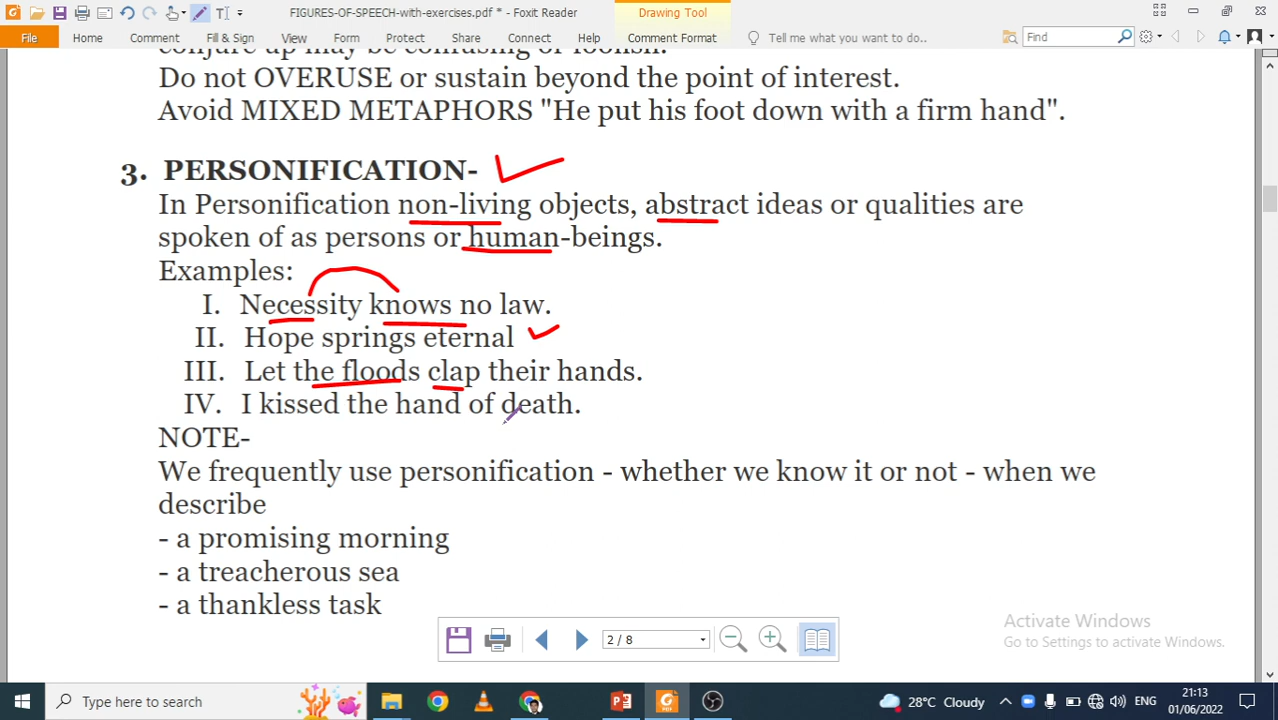 FIGURES-OF-SPEECH-with-exercises.pdf * - Foxit Reader
Drawing Tool
File Home Comment Fill & Sign View Form Protect Share Connect Help Comment Format Tell me what you want to do.. Find
Do not OVERUSE or sustain beyond the point of interest.
Avoid MIXED METAPHORS "He put his foot down with a firm hand".
3. PERSONIFICATION-
In Personification non-living objects, abstract ideas or qualities are
spoken of as persons or human-beings.
Examples:
I. Necessity knows no law.
II. Hope springs eternal
III. Let the floods clap their hands.
IV. I kissed the hand of death.
NOTE-
We frequently use personification - whether we know it or not - when we
describe
- a promising morning
- a treacherous sea
- a thankless task
2 / 8
Activate Windows
Go to Settings to activate Windows.
Type here to search
28°C Cloudy
ENG
21:13
01/06/2022